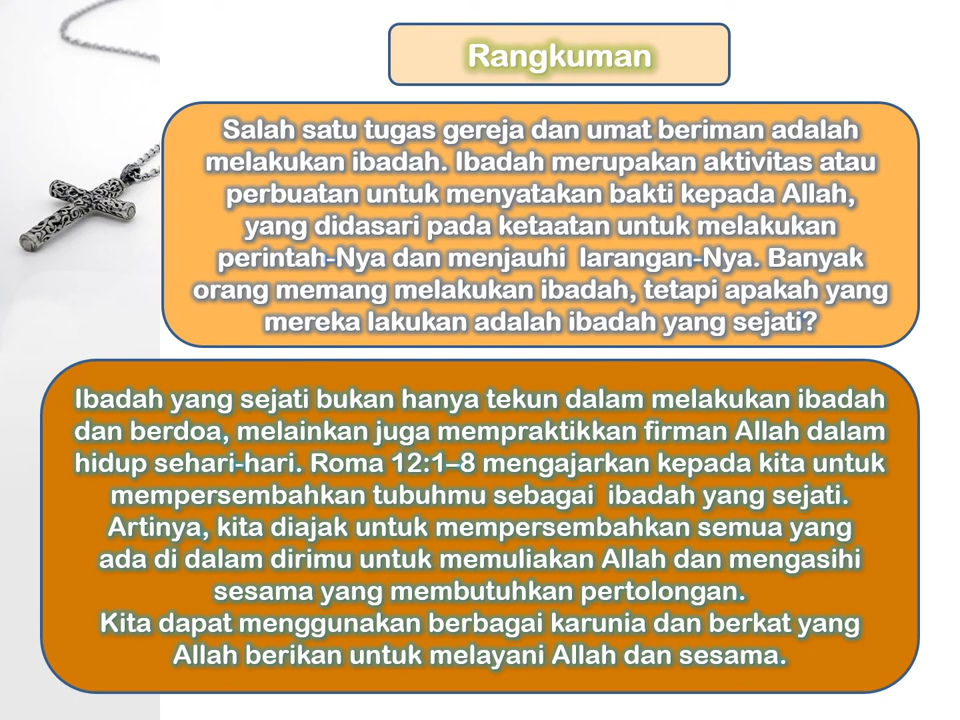 Rangkuman
Salah satu tugas gereja dan umat beriman adalah
melakukan ibadah. Ibadah merupakan aktivitas atau
perbuatan untuk menyatakan bakti kepada Allah,
yang didasari pada ketaatan untuk melakukan
perintah-Nya dan menjauhi  larangan-Nya. Banyak
orang memang melakukan ibadah, tetapi apakah yang
mereka lakukan adalah ibadah yang sejati?
Ibadah yang sejati bukan hanya tekun dalam melakukan ibadah
dan berdoa, melainkan juga mempraktikkan firman Allah dalam
hidup sehari-hari. Roma 12:1–8 mengajarkan kepada kita untuk
mempersembahkan tubuhmu sebagai  ibadah yang sejati.
Artinya, kita diajak untuk mempersembahkan semua yang
ada di dalam dirimu untuk memuliakan Allah dan mengasihi
sesama yang membutuhkan pertolongan.
Kita dapat menggunakan berbagai karunia dan berkat yang
Allah berikan untuk melayani Allah dan sesama.